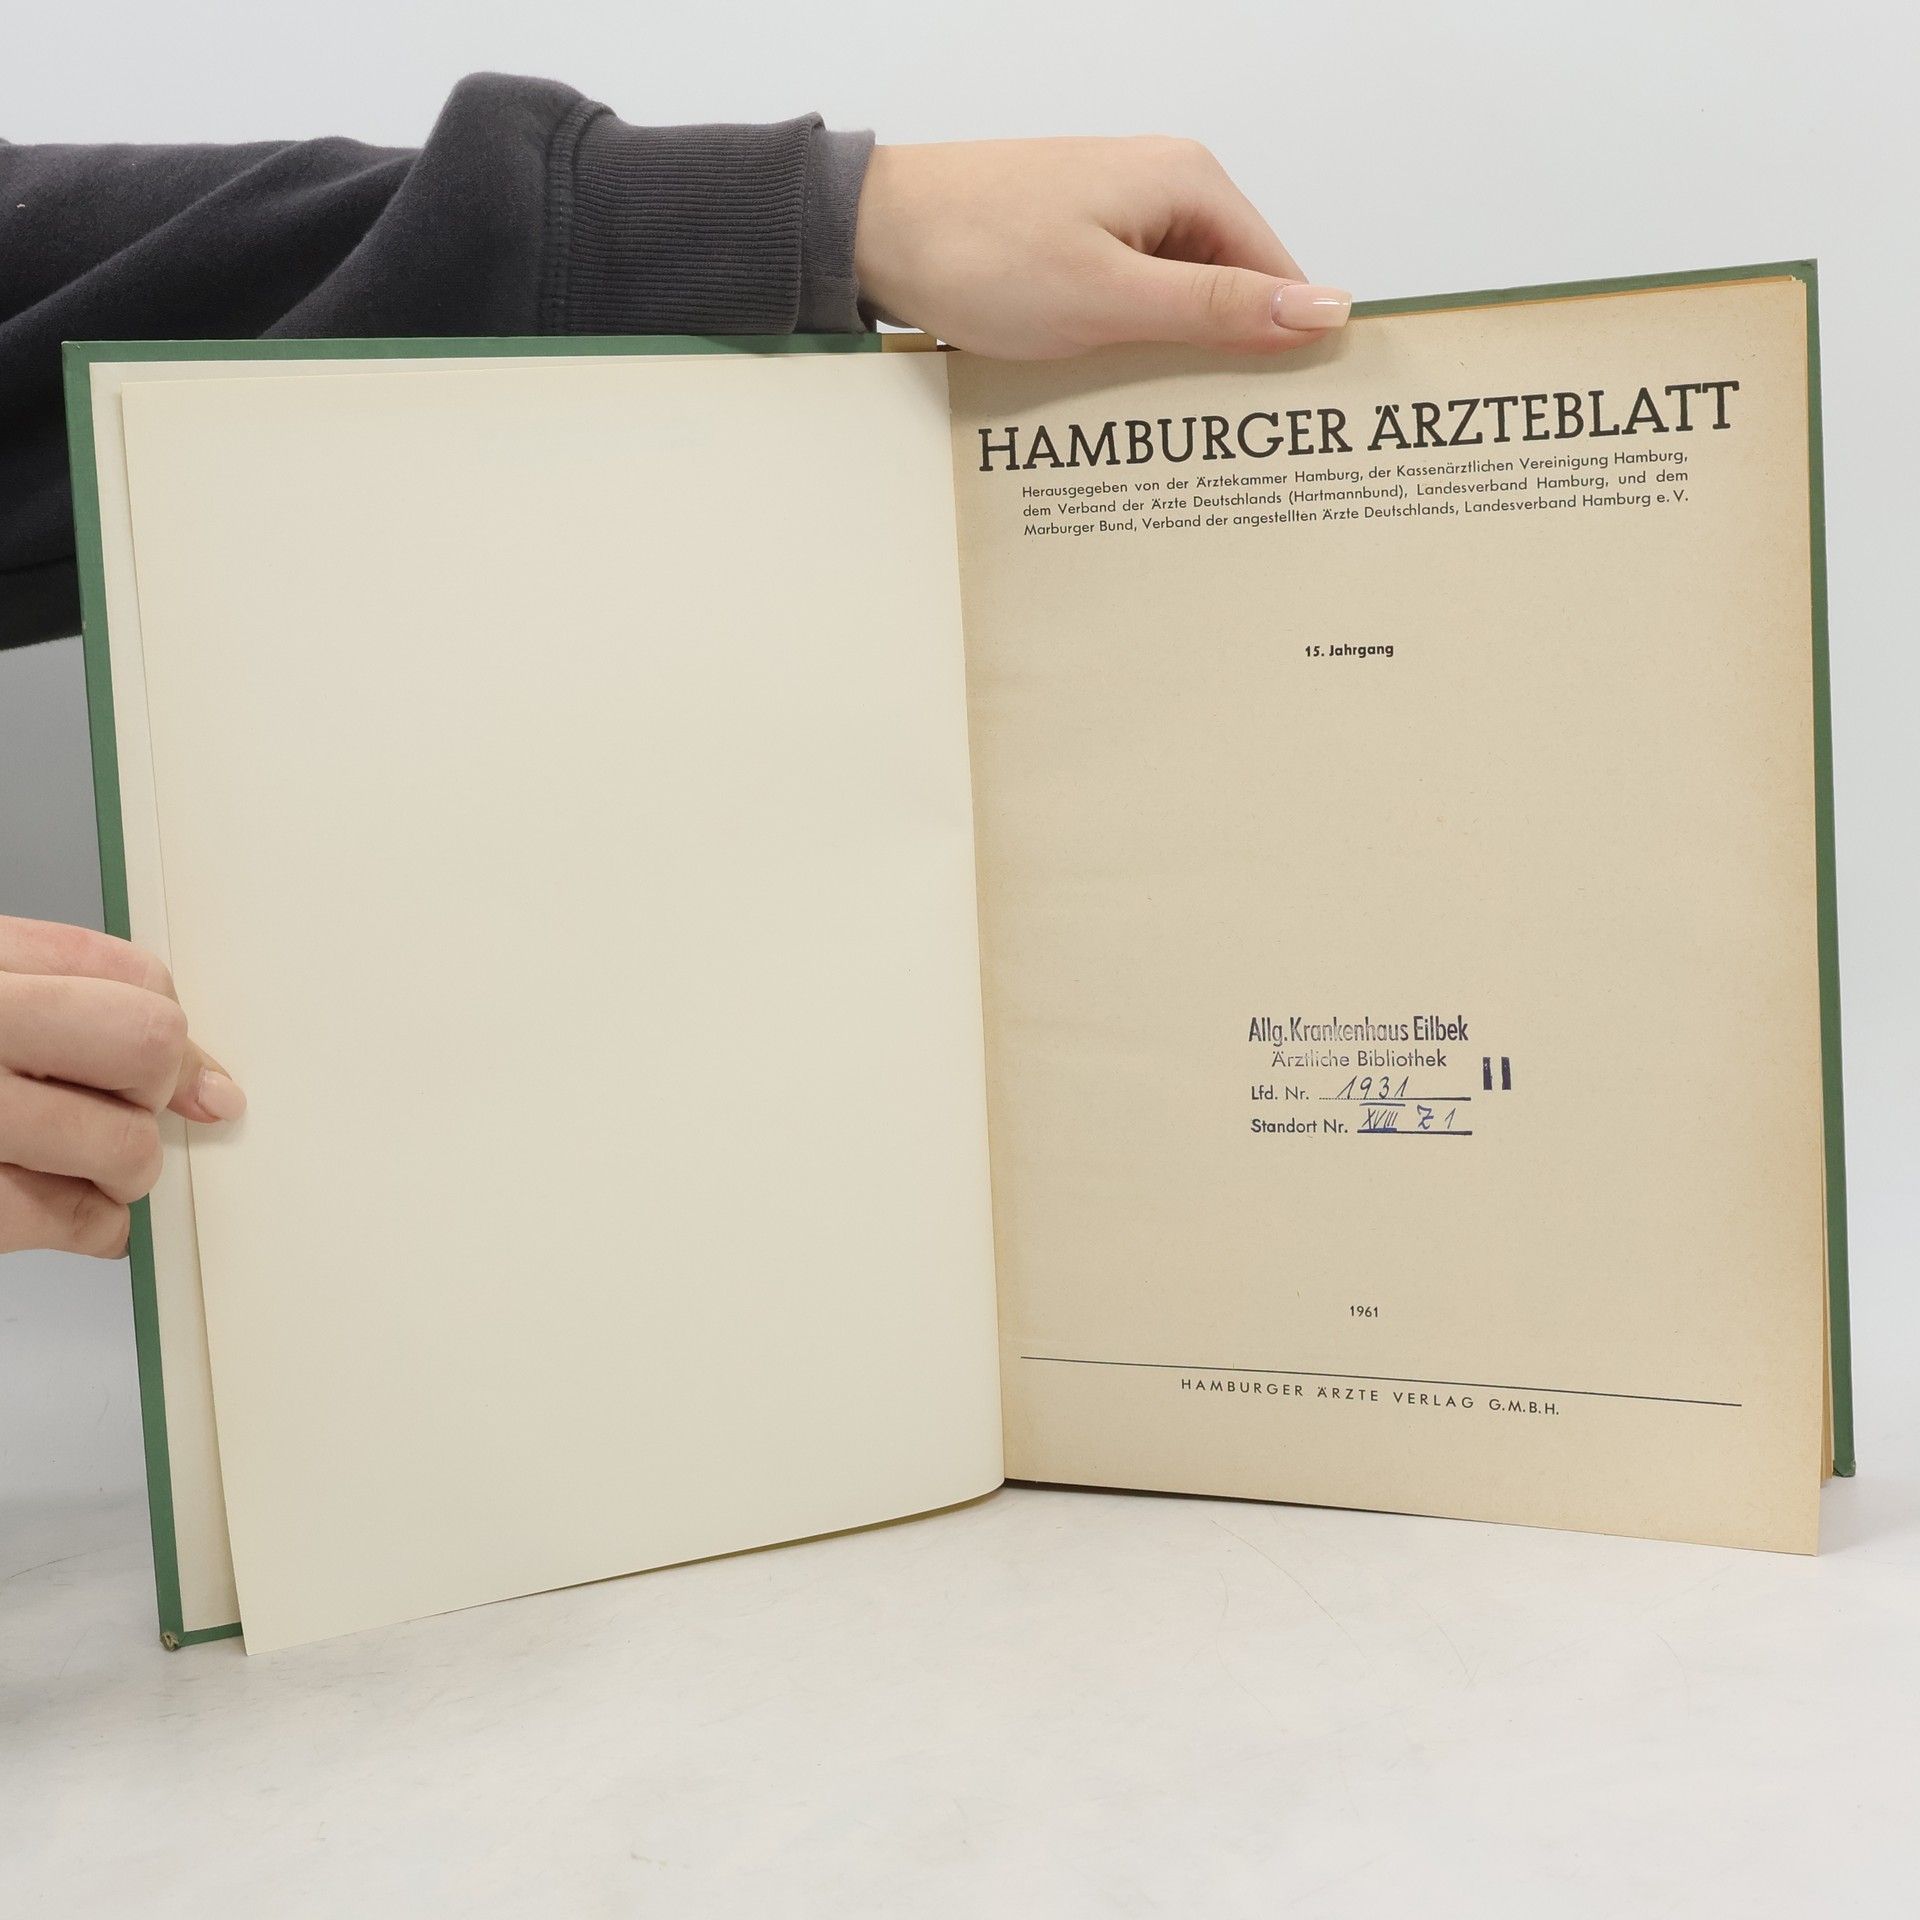 HAMBURGER ÄRZTEBLATT
Herausgegeben von der Ärztekammer Hamburg, der Kassenärztlichen Vereinigung Hamburg,
dem Verband der Ärzte Deutschlands (Hartmannbund), Landesverband Hamburg, und dem
Marburger Bund, Verband der angestellten Ärzte Deutschlands, Landesverband Hamburg e. V.
15. Jahrgang
Allg. Krankenhaus Eilbek
Ärztliche Bibliothek
Lfd. Nr. 1931
Standort Nr. XVIII Z 1
1961
HAMBURGER ÄRZTE VERLAG G.M.B.H.